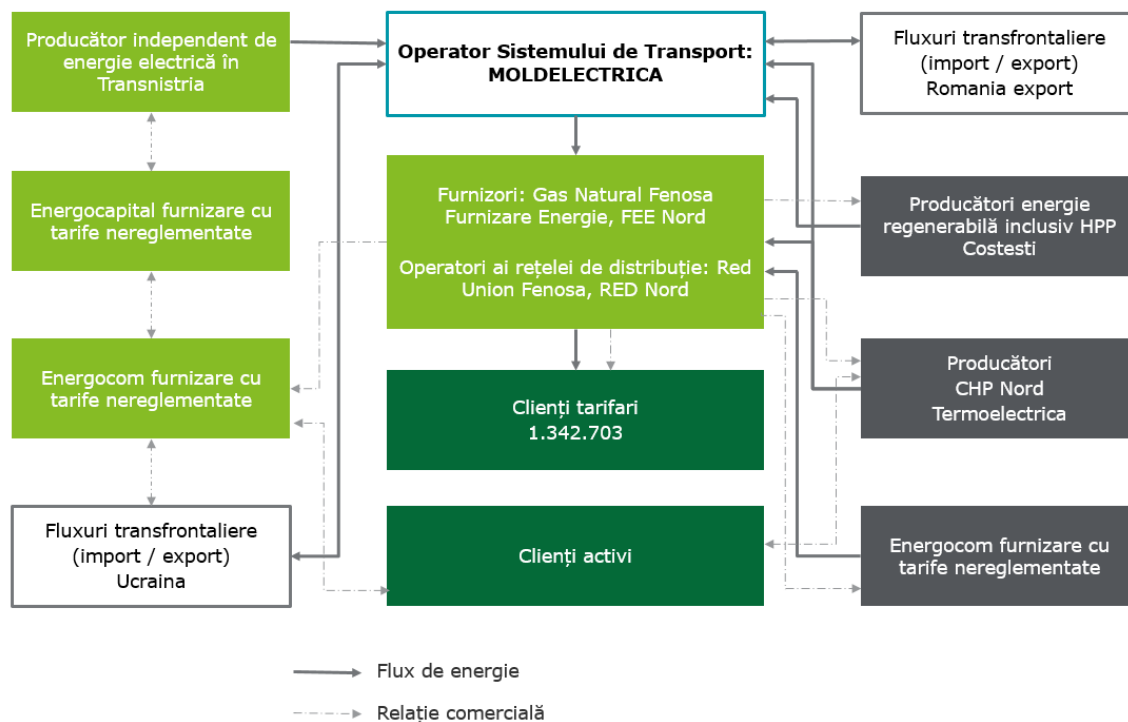 Producător independent de
energie electrică în
Transnistria
Operator Sistemului de Transport:
MOLDELECTRICA
Fluxuri transfrontaliere
(import / export)
Romania export
Energocapital furnizare cu
tarife nereglementate
Furnizori: Gas Natural Fenosa
Furnizare Energie, FEE Nord
Operatori ai rețelei de distribuție: Red
Union Fenosa, RED Nord
Producători energie
regenerabilă inclusiv HPP
Costesti
Energocom furnizare cu
tarife nereglementate
Clienți tarifari
1.342.703
Producători
CHP Nord
Termoelectrica
Fluxuri transfrontaliere
(import / export)
Ucraina
Clienți activi
Energocom furnizare cu
tarife nereglementate
Flux de energie
Relație comercială